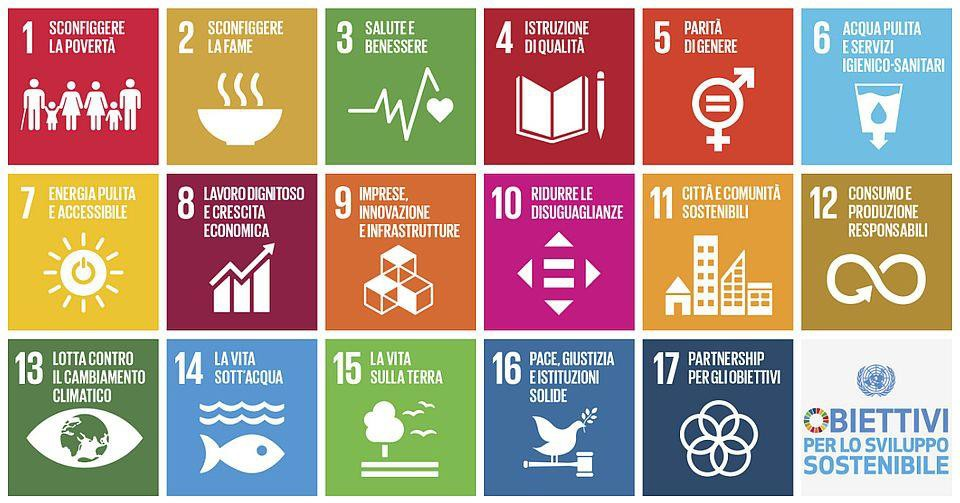 1 SCONFIGGERE
LA POVERTÀ
2 SCONFIGGERE
LA FAME
3 SALUTE E
BENESSERE
4 ISTRUZIONE
DI QUALITÀ
5 PARITÀ
DI GENERE
6 ACQUA PULITA
E SERVIZI
IGIENICO-SANITARI
7 ENERGIA PULITA
E ACCESSIBILE
8 LAVORO DIGNITOSO
E CRESCITA
ECONOMICA
9 IMPRESE,
INNOVAZIONE
E INFRASTRUTTURE
10 RIDURRE LE
DISUGUAGLIANZE
11 CITTÀ E COMUNITÀ
SOSTENIBILI
12 CONSUMO E
PRODUZIONE
RESPONSABILI
13 LOTTA CONTRO
IL CAMBIAMENTO
CLIMATICO
14 LA VITA
SOTT'ACQUA
15 LA VITA
SULLA TERRA
16 PACE, GIUSTIZIA
E ISTITUZIONI
SOLIDE
17 PARTNERSHIP
PER GLI OBIETTIVI
OBIETTIVI
PER LO SVILUPPO
SOSTENIBILE